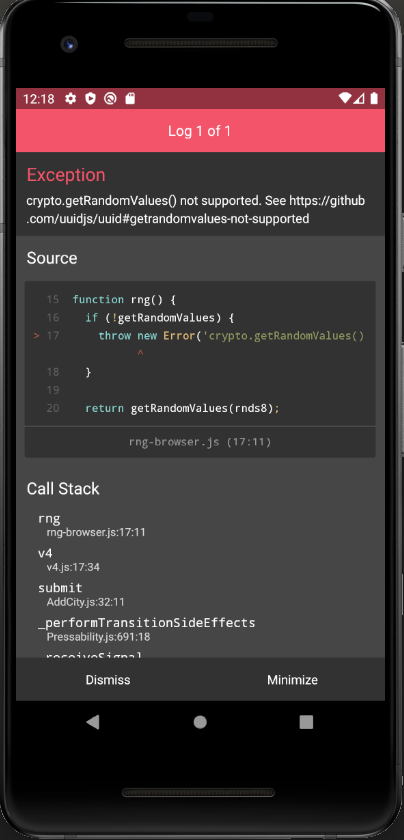 12:18
Log 1 of 1
Exception
crypto.getRandomValues() not supported. See https://github
.com/uuidjs/uuid#getrandomvalues-not-supported
Source
15 function rng() {
16 if (!getRandomValues) {
> 17 throw new Error('crypto.getRandomValues()
^
18 }
19
20 return getRandomValues(rnds8);
rng-browser.js (17:11)
Call Stack
rng
rng-browser.js:17:11
v4
v4.js:17:34
submit
AddCity.js:32:11
_performTransitionSideEffects
Pressability.js:691:18
_receiveSignal
Dismiss Minimize